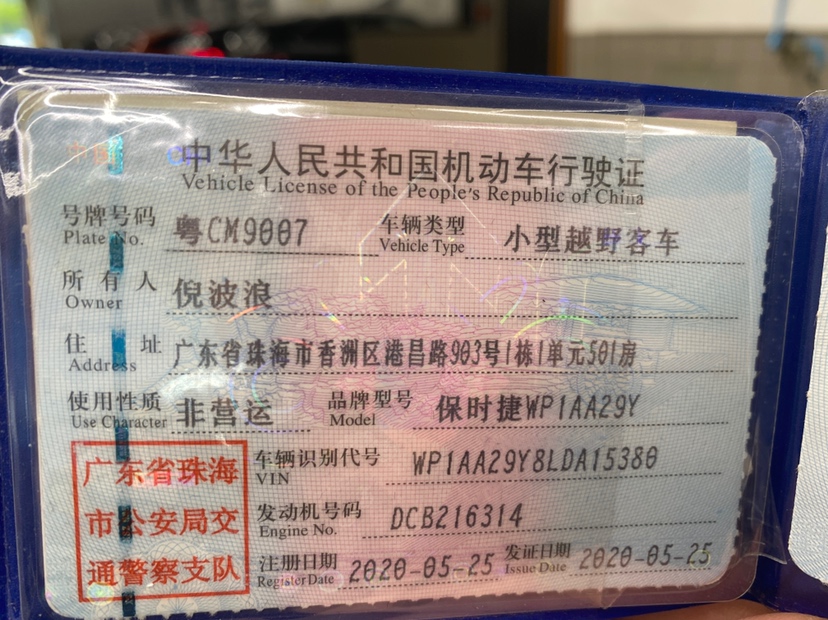 中华人民共和国机动车行驶证
Vehicle License of the People's Republic of China
号牌号码 粤CM9007 车辆类型 小型越野客车
Plate No. Vehicle Type
所有人 倪波浪
Owner
住址 广东省珠海市香洲区港昌路903号1栋1单元501房
Address
使用性质 非营运 品牌型号 保时捷WP1AA29Y
Use Character Model
广东省珠海 车辆识别代号 WP1AA29Y8LDA15380
VIN
市公安局交 发动机号码 DCB216314
Engine No.
通警察支队 注册日期 2020-05-25 发证日期 2020-05-25
Register Date Issue Date